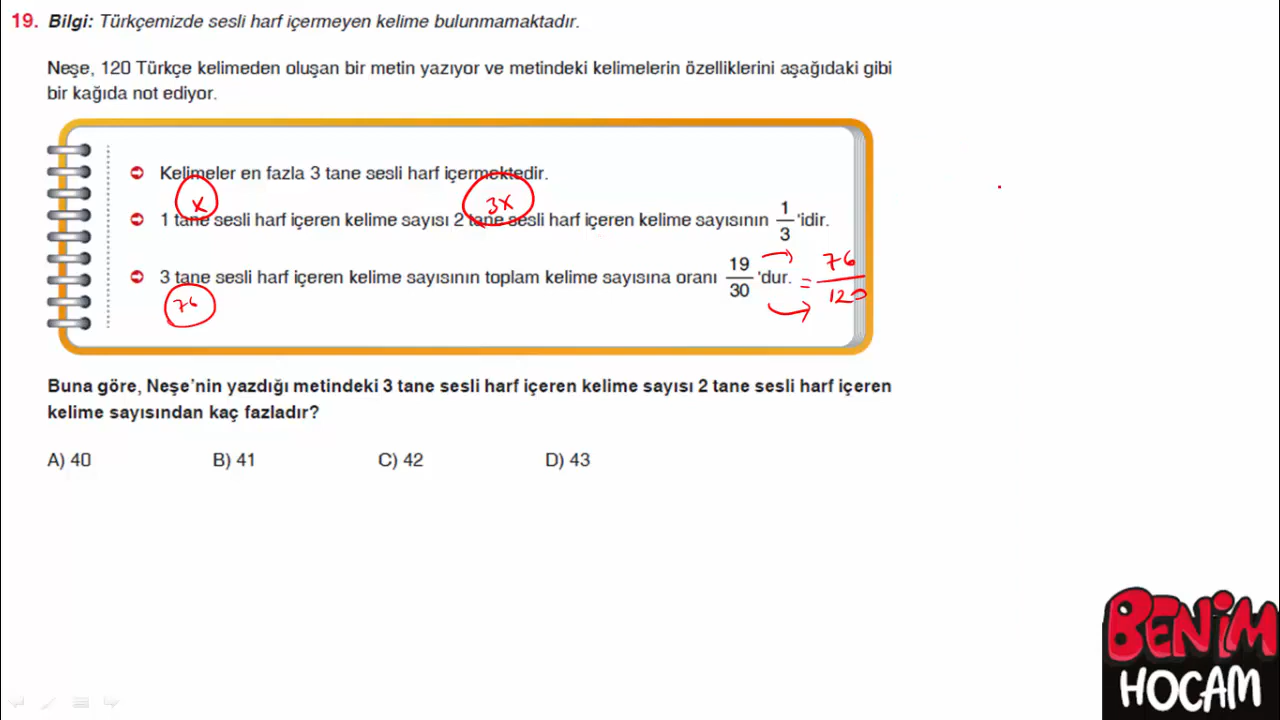 19. Bilgi: Türkçemizde sesli harf içermeyen kelime bulunmamaktadır.
Neşe, 120 Türkçe kelimeden oluşan bir metin yazıyor ve metindeki kelimelerin özelliklerini aşağıdaki gibi
bir kağıda not ediyor.
Kelimeler en fazla 3 tane sesli harf içermektedir.
x 3x
1 tane sesli harf içeren kelime sayısı 2 tane sesli harf içeren kelime sayısının 1/3 'idir.
3 tane sesli harf içeren kelime sayısının toplam kelime sayısına oranı 19/30 'dur. = 76/120
76
Buna göre, Neşe'nin yazdığı metindeki 3 tane sesli harf içeren kelime sayısı 2 tane sesli harf içeren
kelime sayısından kaç fazladır?
A) 40 B) 41 C) 42 D) 43
BENiM
HOCAM